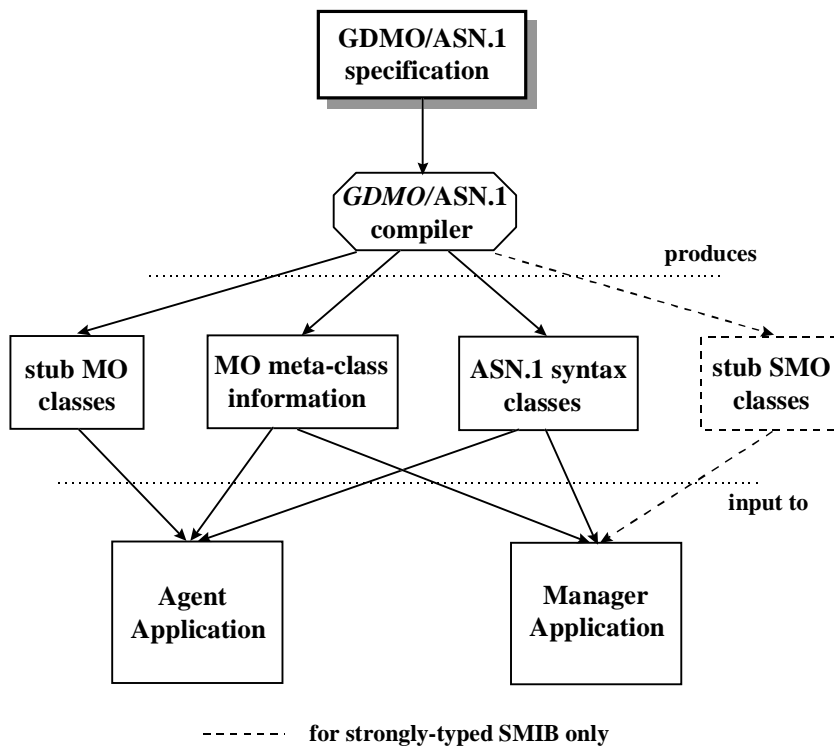 GDMO/ASN.1
specification
GDMO/ASN.1
compiler
produces
stub MO
classes
MO meta-class
information
ASN.1 syntax
classes
stub SMO
classes
input to
Agent
Application
Manager
Application
for strongly-typed SMIB only